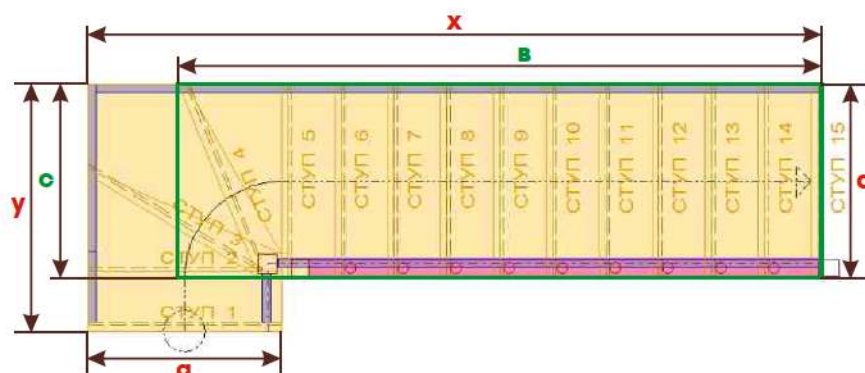 x
B
c
y
СТУП 1
СТУП 2
СТУП 3
СТУП 4
СТУП 5
СТУП 6
СТУП 7
СТУП 8
СТУП 9
СТУП 10
СТУП 11
СТУП 12
СТУП 13
СТУП 14
СТУП 15
a